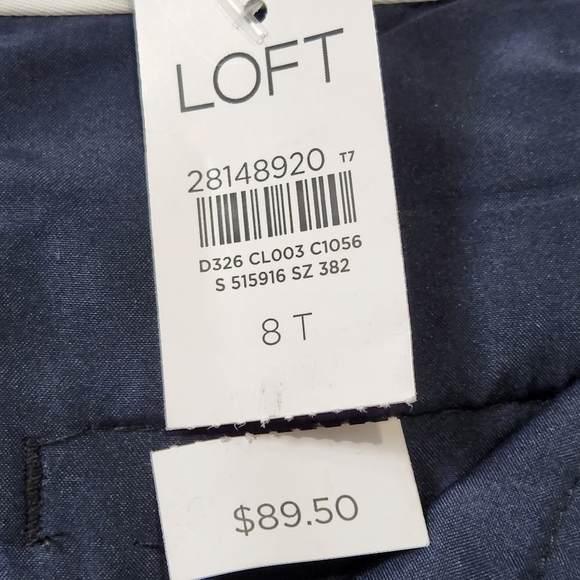 LOFT
28148920 T7
D326 CL003 C1056
S 515916 SZ 382
8 T
$89.50